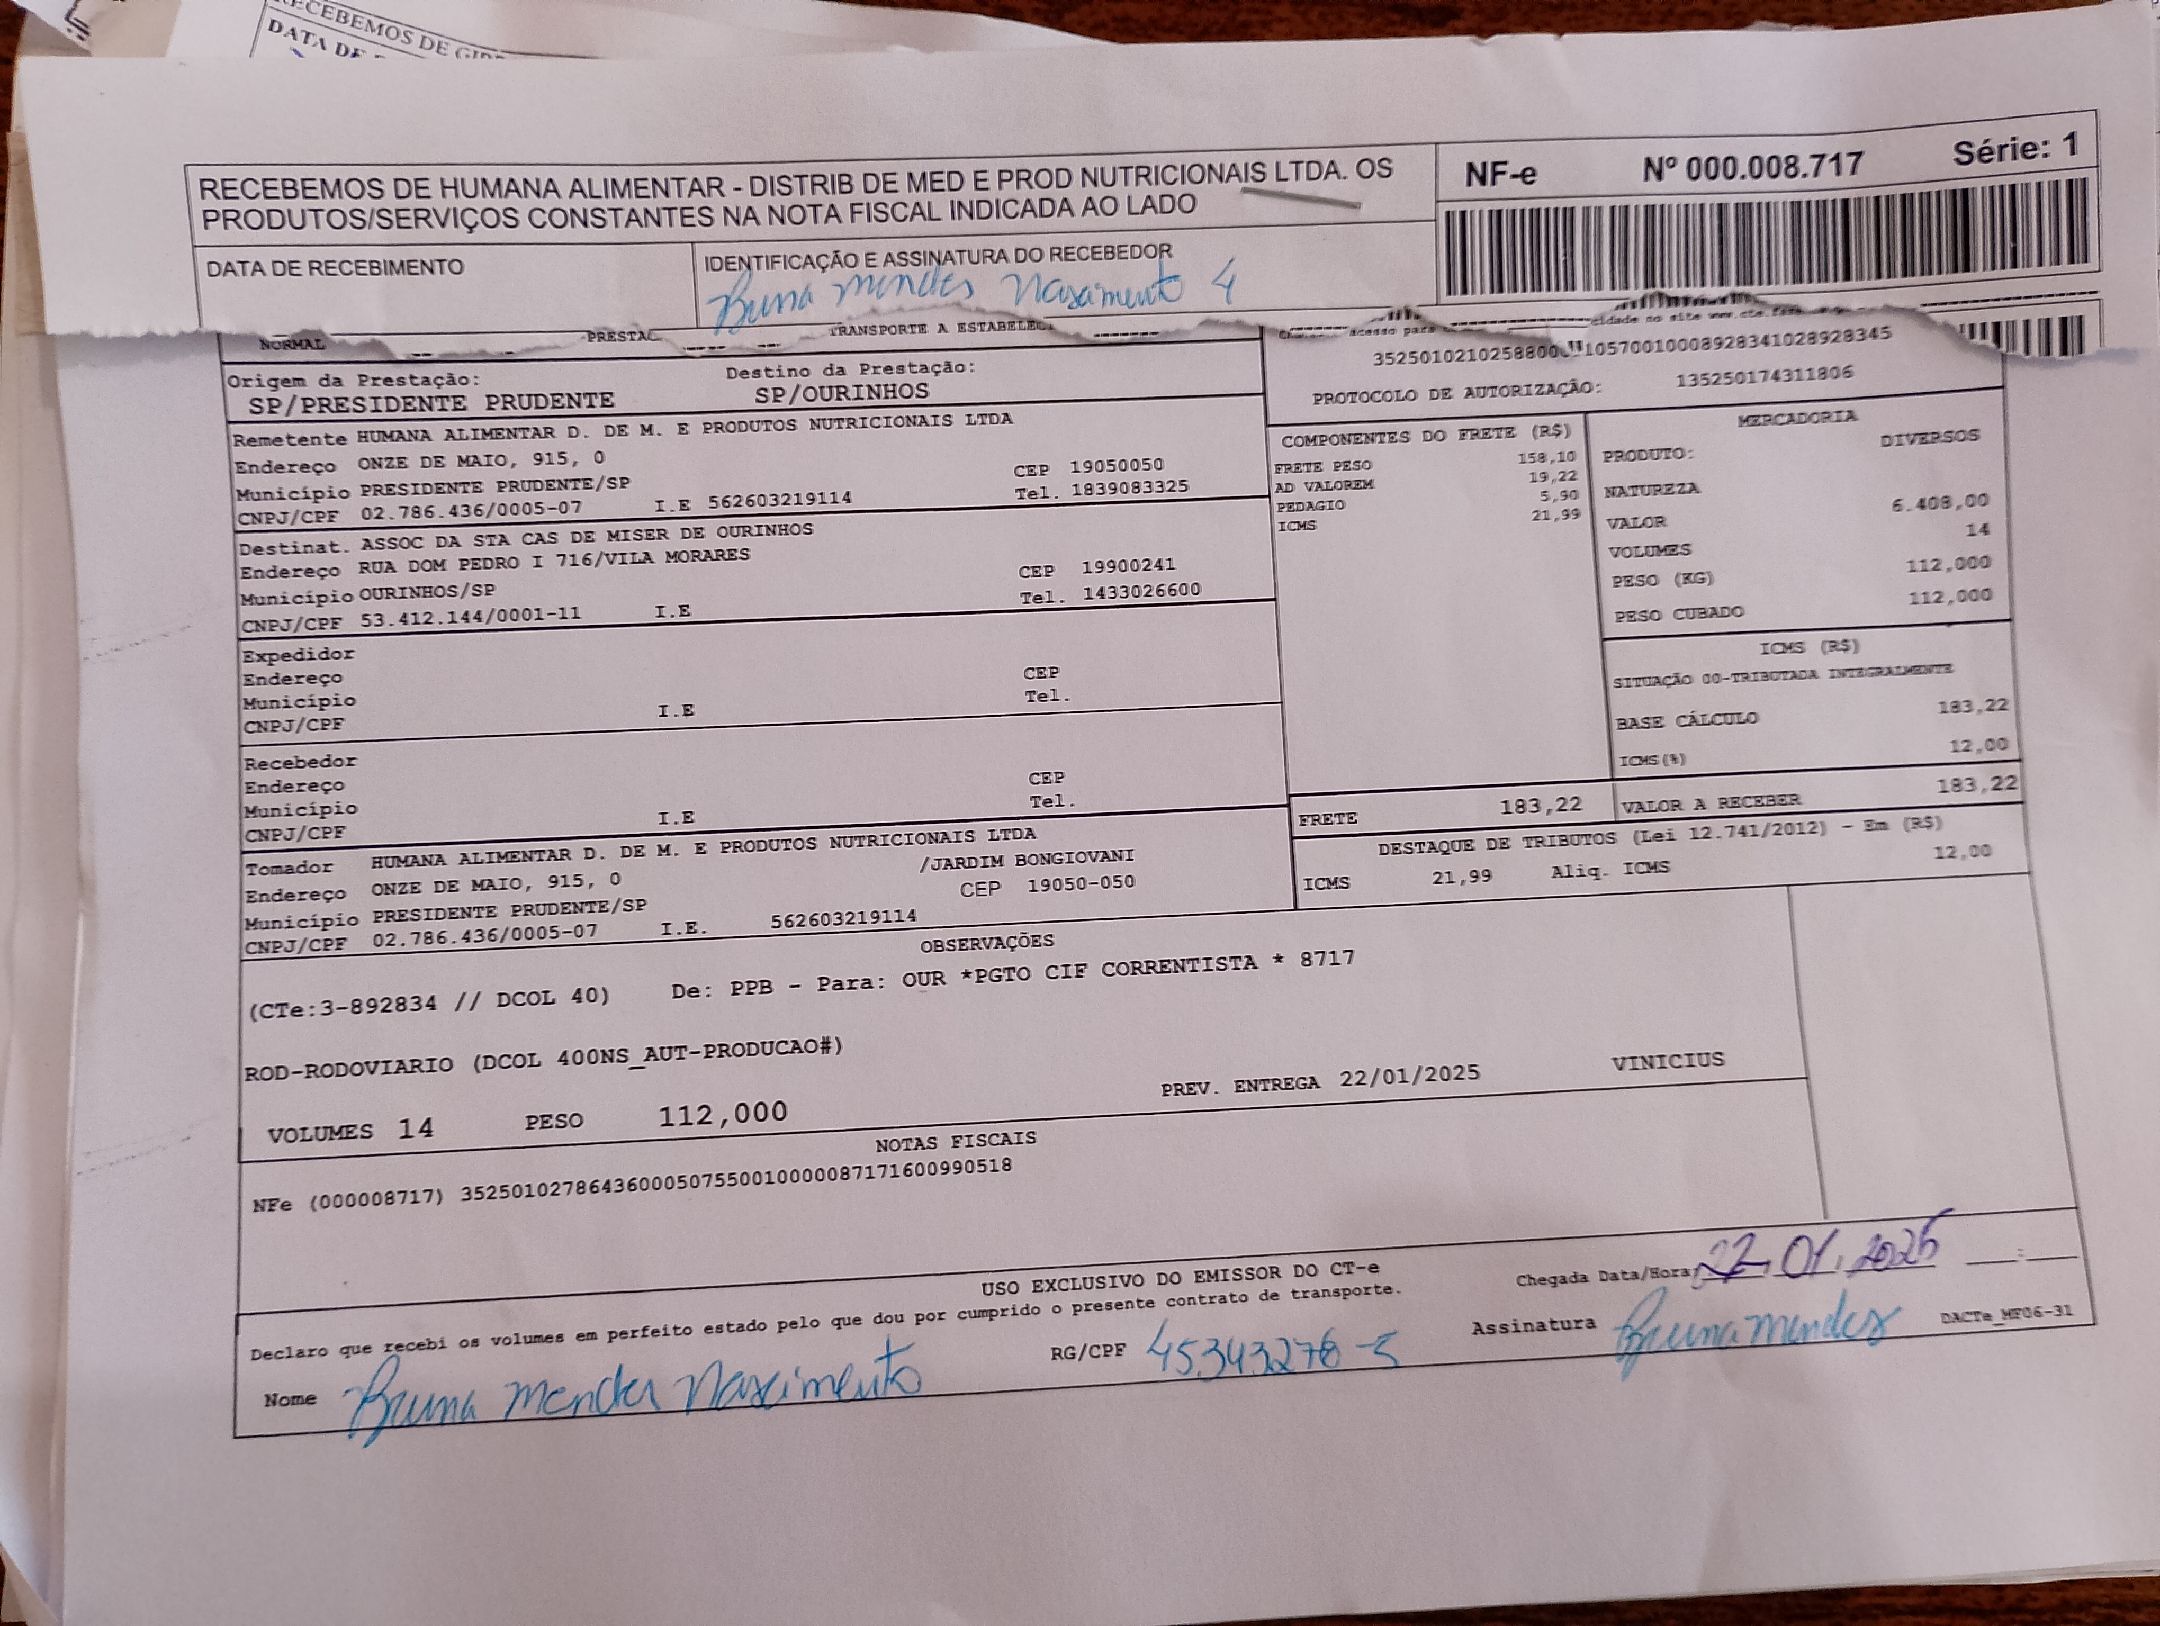 RECEBEMOS DE
DATA DE
RECEBEMOS DE HUMANA ALIMENTAR - DISTRIB DE MED E PROD NUTRICIONAIS LTDA. OS
PRODUTOS/SERVIÇOS CONSTANTES NA NOTA FISCAL INDICADA AO LADO
NF-e Nº 000.008.717 Série: 1
DATA DE RECEBIMENTO
IDENTIFICAÇÃO E ASSINATURA DO RECEBEDOR
Bruna Mendes Nascimento 4
NORMAL TRANSPORTE A
PROTOCOLO DE AUTORIZAÇÃO: 135250174311806
Origem da Prestação: Destino da Prestação:
SP/PRESIDENTE PRUDENTE SP/OURINHOS
Remetente HUMANA ALIMENTAR D. DE M. E PRODUTOS NUTRICIONAIS LTDA
Endereço ONZE DE MAIO, 915, 0
Município PRESIDENTE PRUDENTE/SP CEP 19050050
CNPJ/CPF 02.786.436/0005-07 I.E 562603219114 Tel. 1839083325
Destinat. ASSOC DA STA CAS DE MISER DE OURINHOS
Endereço RUA DOM PEDRO I 716/VILA MORARES
Município OURINHOS/SP CEP 19900241
CNPJ/CPF 53.412.144/0001-11 I.E Tel. 1433026600
Expedidor
Endereço
Município CEP
CNPJ/CPF I.E Tel.
Recebedor
Endereço
Município CEP
CNPJ/CPF I.E Tel.
Tomador HUMANA ALIMENTAR D. DE M. E PRODUTOS NUTRICIONAIS LTDA
Endereço ONZE DE MAIO, 915, 0 /JARDIM BONGIOVANI
Município PRESIDENTE PRUDENTE/SP CEP 19050-050
CNPJ/CPF 02.786.436/0005-07 I.E. 562603219114
COMPONENTES DO FRETE (R$)
FRETE PESO 158,10
AD VALOREM 19,22
PEDAGIO 5,90
ICMS 21,99
MERCADORIA
PRODUTO: DIVERSOS
NATUREZA
VALOR 6.408,00
VOLUMES 14
PESO (KG) 112,000
PESO CUBADO 112,000
ICMS (R$)
SITUAÇÃO 00-TRIBUTADA INTEGRALMENTE
BASE CÁLCULO 183,22
ICMS(%) 12,00
FRETE 183,22 VALOR A RECEBER 183,22
DESTAQUE DE TRIBUTOS (Lei 12.741/2012) - Em (R$)
ICMS 21,99 Aliq. ICMS 12,00
OBSERVAÇÕES
(CTe:3-892834 // DCOL 40) De: PPB - Para: OUR *PGTO CIF CORRENTISTA * 8717
ROD-RODOVIARIO (DCOL 400NS_AUT-PRODUCAO#)
VOLUMES 14 PESO 112,000 PREV. ENTREGA 22/01/2025 VINICIUS
NOTAS FISCAIS
NFe (000008717) 35250102786436000507550010000087171600990518
USO EXCLUSIVO DO EMISSOR DO CT-e
Declaro que recebi os volumes em perfeito estado pelo que dou por cumprido o presente contrato de transporte.
Chegada Data/Hora 22.01.2025 __:__
Nome Bruna Mendes Nascimento RG/CPF 45.343.276-5 Assinatura Bruna Mendes
DACTe_MF06-31